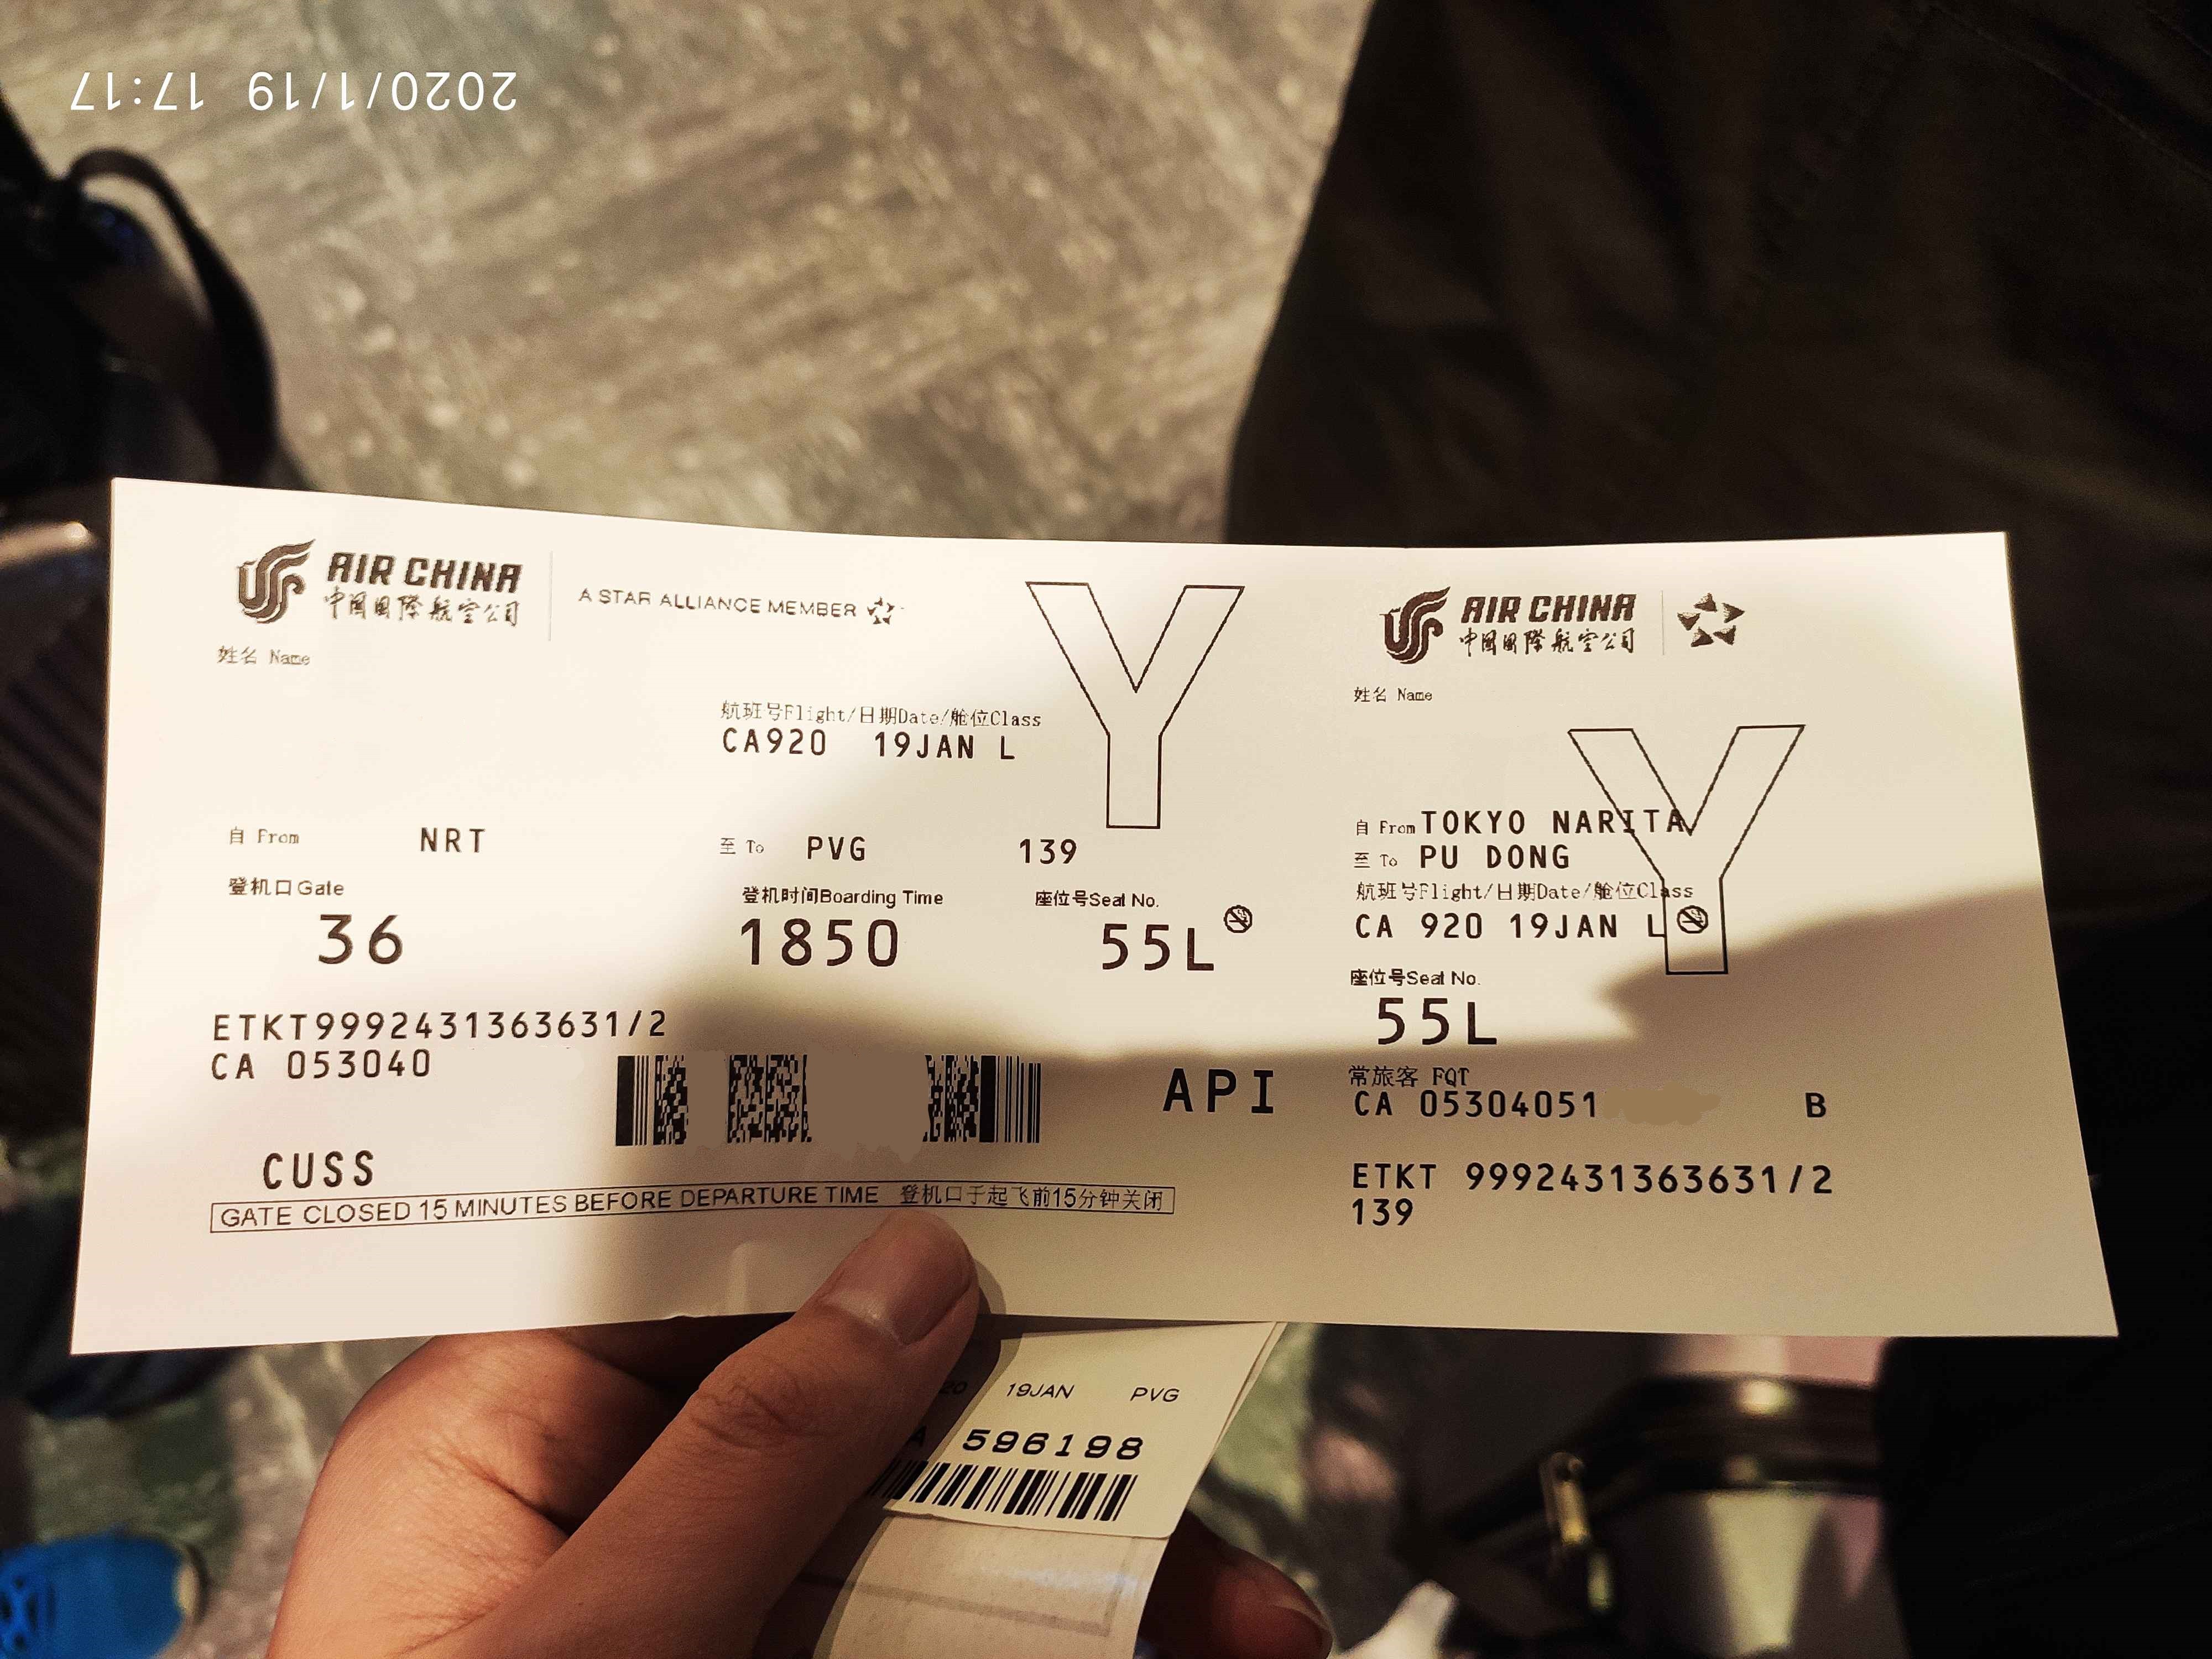 2020/1/19 17:17
AIR CHINA
中国国际航空公司
A STAR ALLIANCE MEMBER
姓名 Name
航班号Flight/日期Date/舱位Class
CA920 19JAN L
Y
自 From NRT
至 To PVG 139
登机口Gate
36
登机时间Boarding Time
1850
座位号Seat No.
55L
ETKT9992431363631/2
CA 053040
API
CUSS
GATE CLOSED 15 MINUTES BEFORE DEPARTURE TIME 登机口于起飞前15分钟关闭
AIR CHINA
中国国际航空公司
姓名 Name
Y
自 From TOKYO NARITA
至 To PU DONG
航班号Flight/日期Date/舱位Class
CA 920 19JAN L
座位号Seat No.
55L
常旅客 FQT
CA 05304051 B
ETKT 9992431363631/2
139
20 19JAN PVG
A 596198